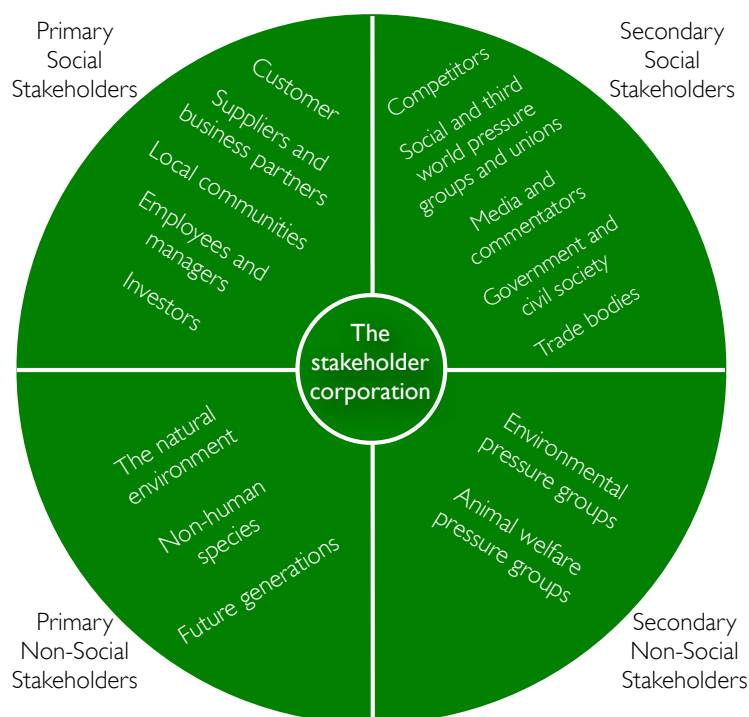 Primary
Social
Stakeholders
Customer
Suppliers and
business partners
Local communities
Employees and
managers
Investors
Secondary
Social
Stakeholders
Competitors
Social and third
world pressure
groups and unions
Media and
commentators
Government and
civil society
Trade bodies
The
stakeholder
corporation
The natural
environment
Non-human
species
Future generations
Primary
Non-Social
Stakeholders
Environmental
pressure groups
Animal welfare
pressure groups
Secondary
Non-Social
Stakeholders